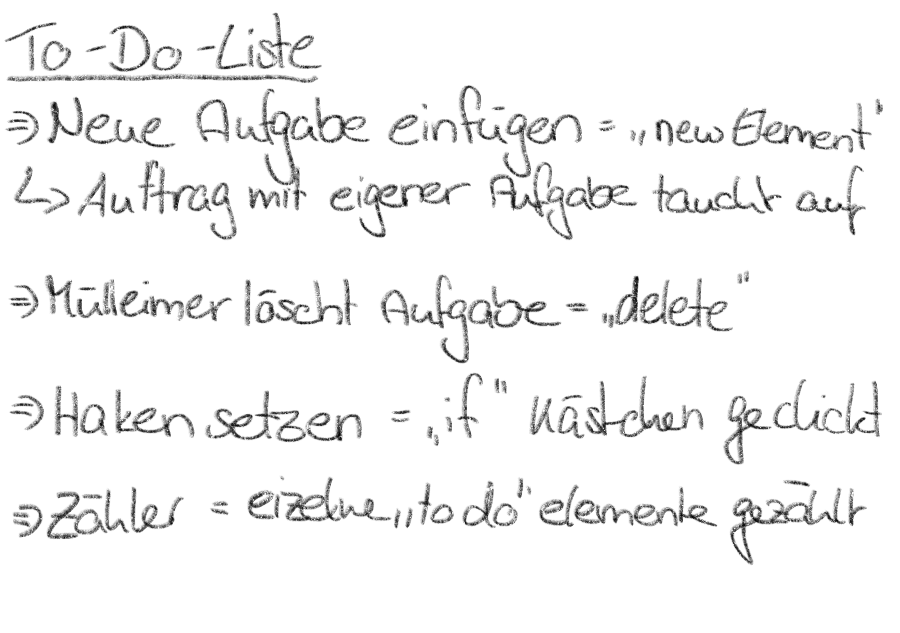 To-Do-Liste
⇒ Neue Aufgabe einfügen = „new Element"
↳ Auftrag mit eigener Aufgabe taucht auf
⇒ Mülleimer löscht Aufgabe = „delete"
⇒ Haken setzen = „if" Kästchen geclickt
⇒ Zähler = eizelne „to do" elemente gezählt